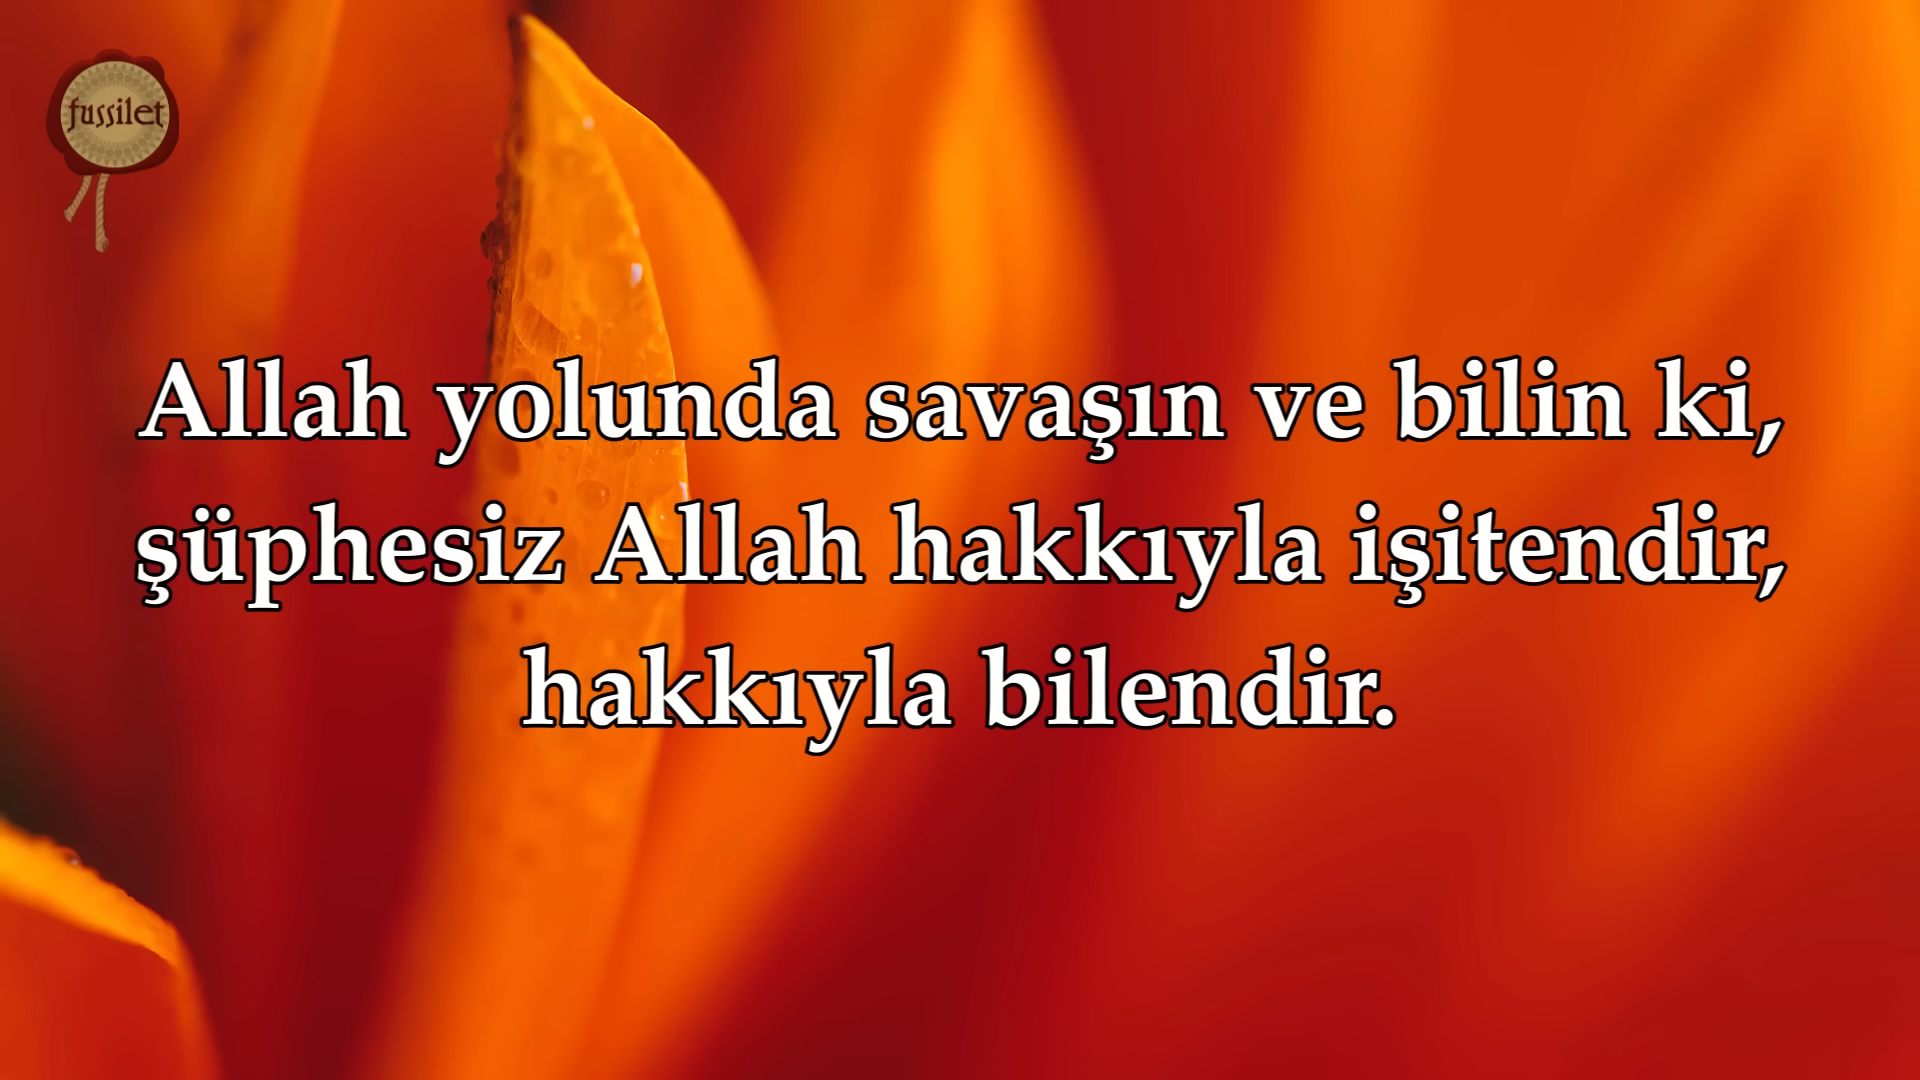 fussilet
Allah yolunda savaşın ve bilin ki,
şüphesiz Allah hakkıyla işitendir,
hakkıyla bilendir.